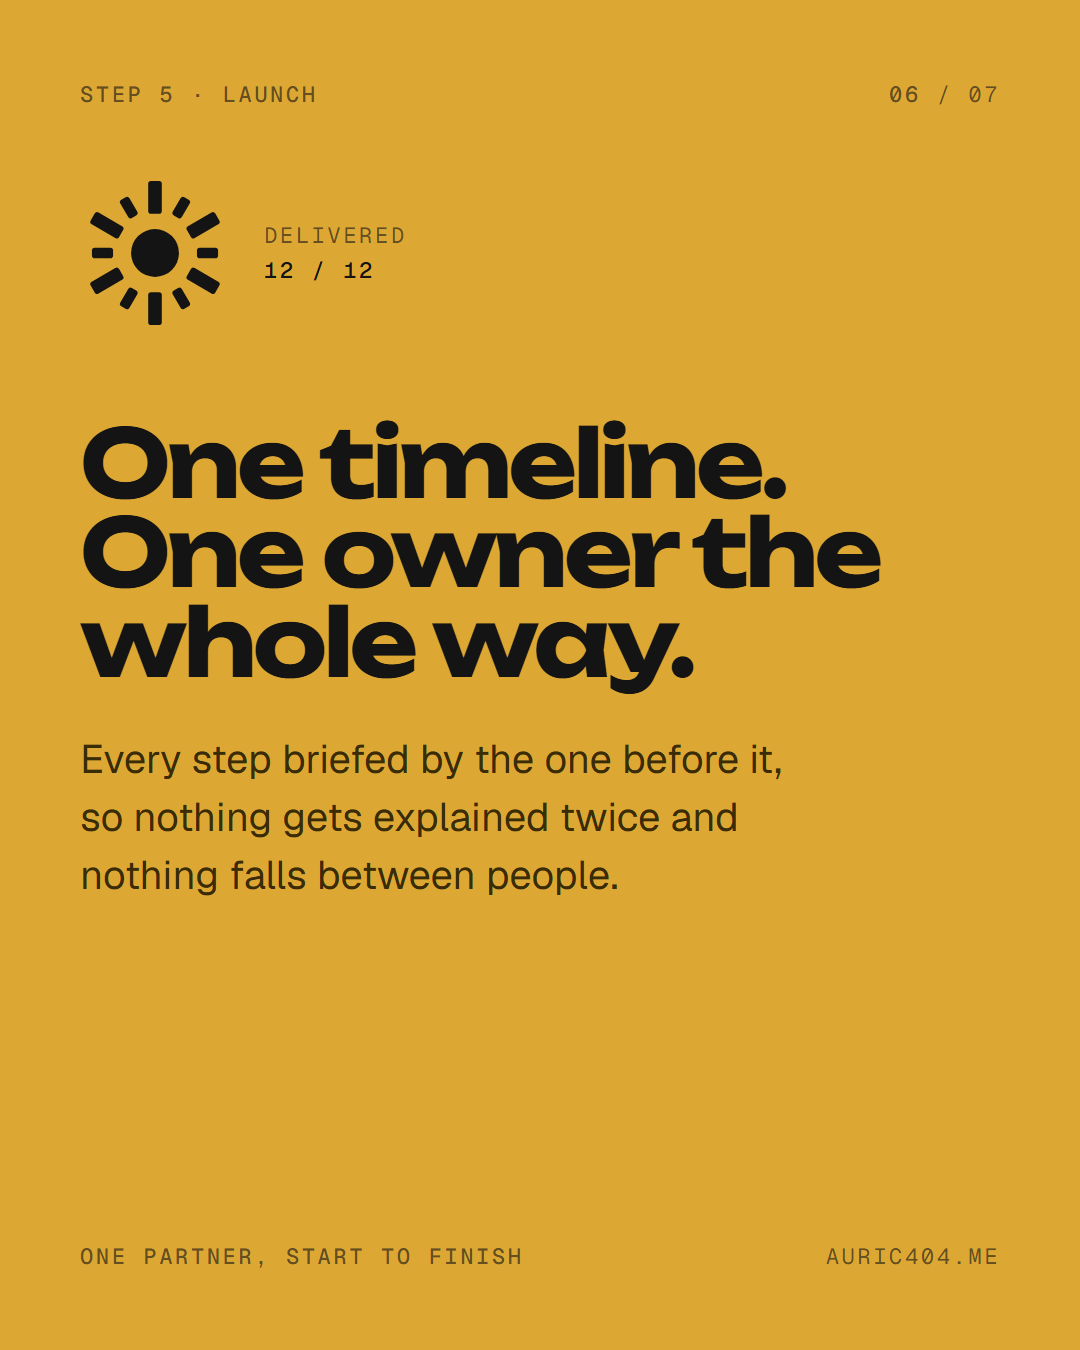 STEP 5 · LAUNCH
06 / 07
DELIVERED
12 / 12
One timeline.
One owner the
whole way.
Every step briefed by the one before it,
so nothing gets explained twice and
nothing falls between people.
ONE PARTNER, START TO FINISH
AURIC404.ME